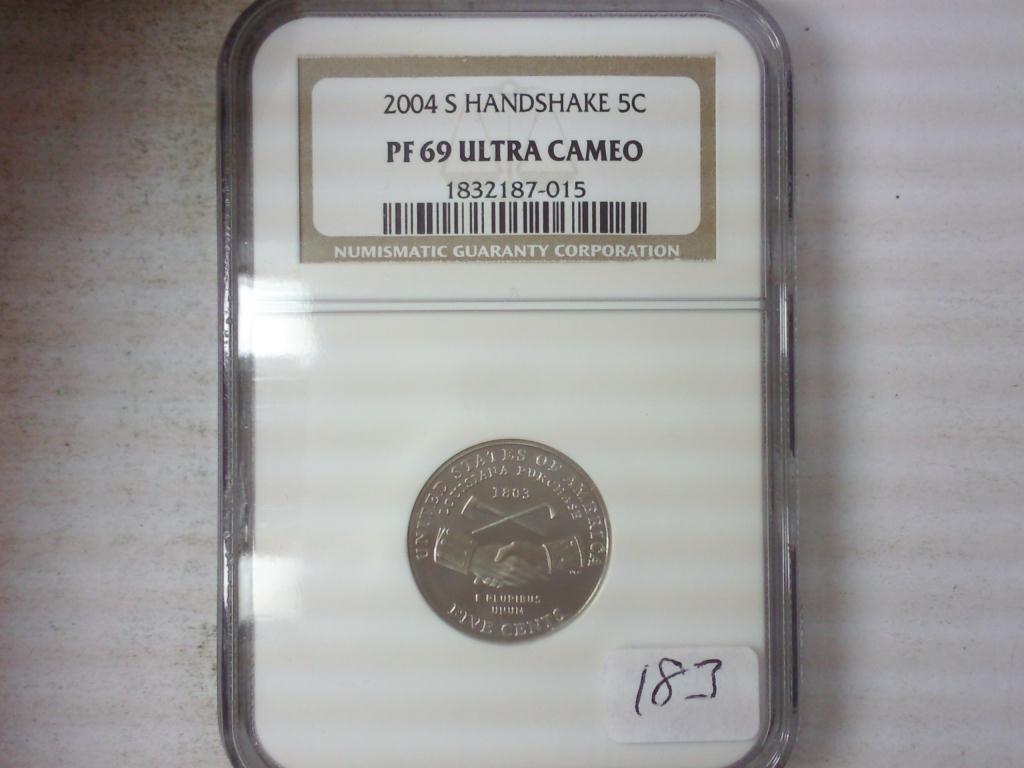 2004 S HANDSHAKE 5C
PF 69 ULTRA CAMEO
1832187-015
NUMISMATIC GUARANTY CORPORATION
UNITED STATES OF AMERICA
LOUISIANA PURCHASE
1803
E PLURIBUS
UNUM
FIVE CENTS
183